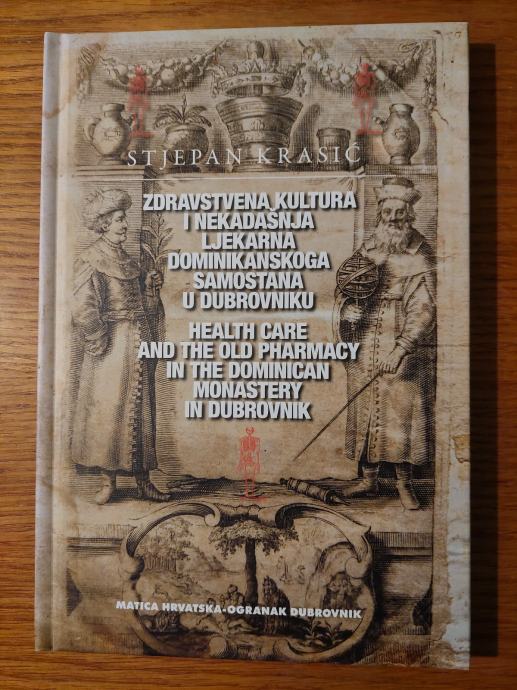 STJEPAN KRASIĆ
ZDRAVSTVENA KULTURA
I NEKADAŠNJA
LJEKARNA
DOMINIKANSKOGA
SAMOSTANA
U DUBROVNIKU
HEALTH CARE
AND THE OLD PHARMACY
IN THE DOMINICAN
MONASTERY
IN DUBROVNIK
MATICA HRVATSKA-OGRANAK DUBROVNIK